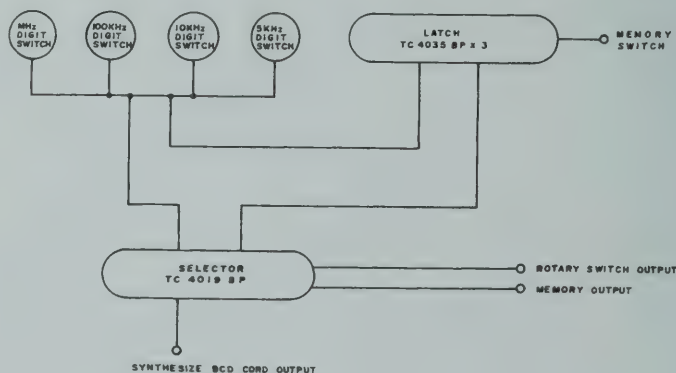 MHz
DIGIT
SWITCH
100KHz
DIGIT
SWITCH
10KHz
DIGIT
SWITCH
5KHz
DIGIT
SWITCH
LATCH
TC 4035 BP x 3
MEMORY
SWITCH
SELECTOR
TC 4019 BP
ROTARY SWITCH OUTPUT
MEMORY OUTPUT
SYNTHESIZE BCD CORD OUTPUT